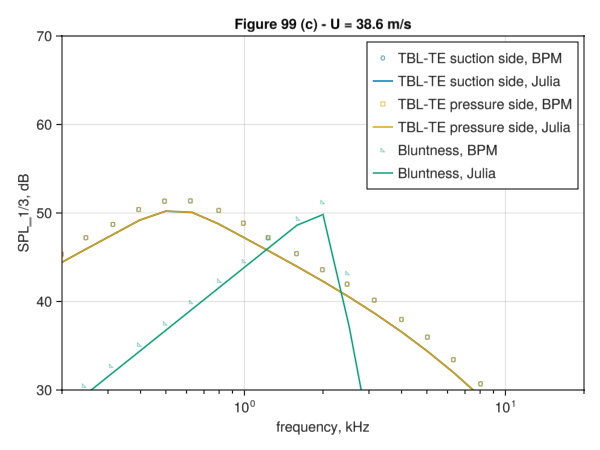 Figure 99 (c) - U = 38.6 m/s
70
60
50
40
30
SPL_1/3, dB
TBL-TE suction side, BPM
TBL-TE suction side, Julia
TBL-TE pressure side, BPM
TBL-TE pressure side, Julia
Bluntness, BPM
Bluntness, Julia
10⁰
10¹
frequency, kHz